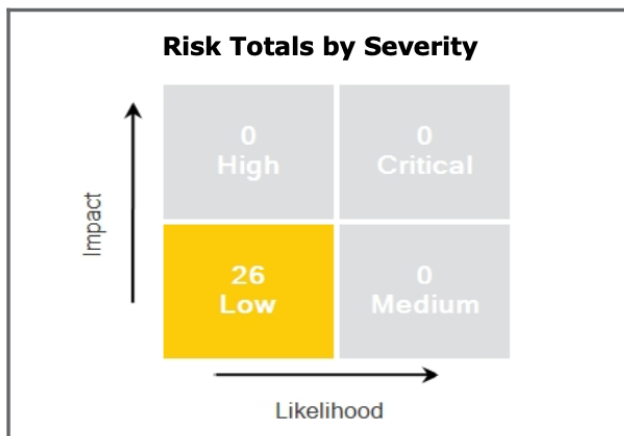 Risk Totals by Severity
Impact
0
High
0
Critical
26
Low
0
Medium
Likelihood